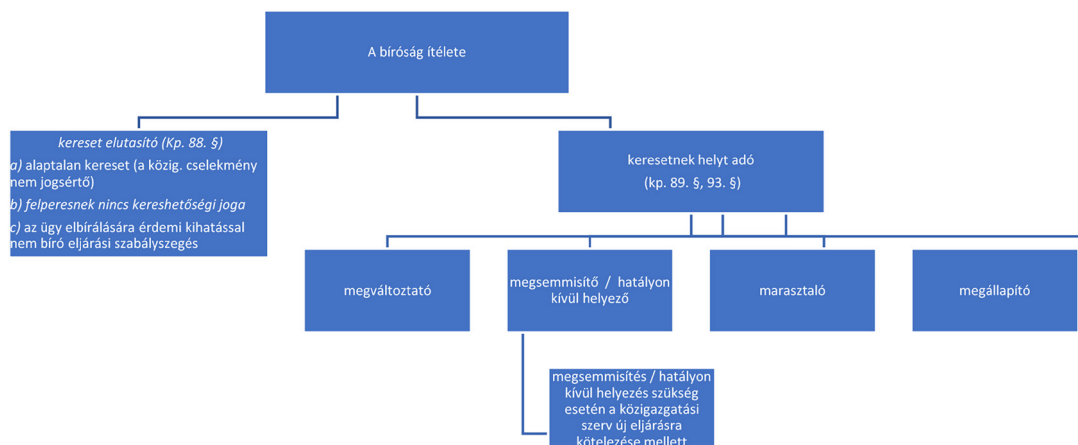 A bíróság ítélete
kereset elutasító (Kp. 88. §)
a) alaptalan kereset (a közig. cselekmény
nem jogsértő)
b) felperesnek nincs kereshetőségi joga
c) az ügy elbírálására érdemi kihatással
nem bíró eljárási szabályszegés
keresetnek helyt adó
(kp. 89. §, 93. §)
megváltoztató
megsemmisítő / hatályon
kívül helyező
marasztaló
megállapító
megsemmisítés / hatályon
kívül helyezés szükség
esetén a közigazgatási
szerv új eljárásra
kötelezése mellett